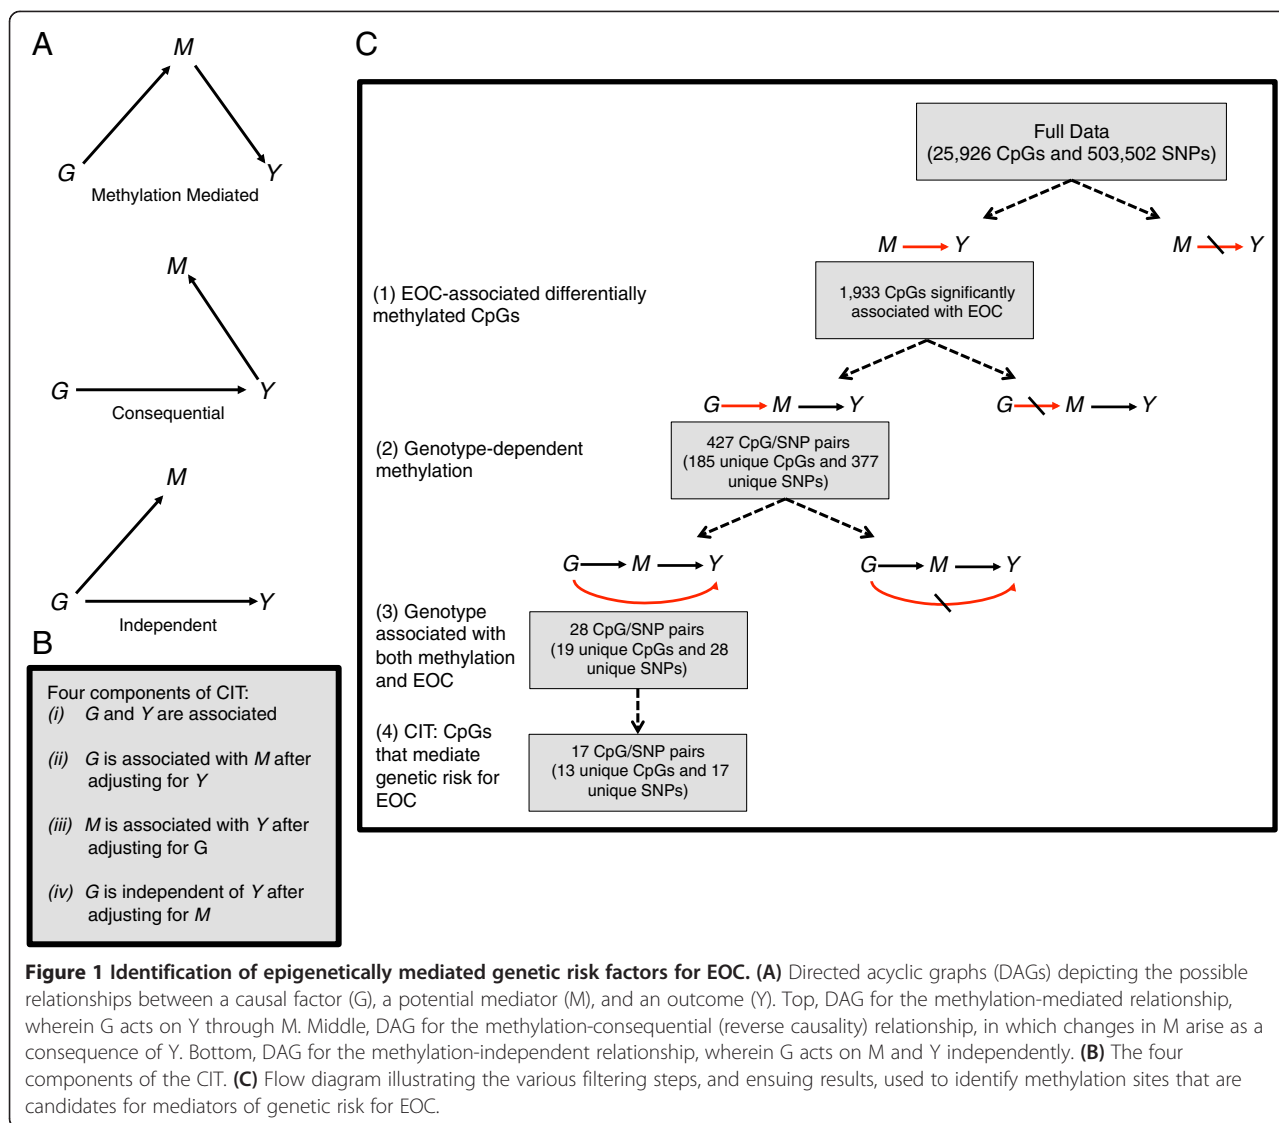 A
M
G
Y
Methylation Mediated
M
G
Y
Consequential
M
G
Y
Independent
B
Four components of CIT:
(i) G and Y are associated
(ii) G is associated with M after
adjusting for Y
(iii) M is associated with Y after
adjusting for G
(iv) G is independent of Y after
adjusting for M
C
Full Data
(25,926 CpGs and 503,502 SNPs)
M Y
M Y
(1) EOC-associated differentially
methylated CpGs
1,933 CpGs significantly
associated with EOC
G M Y
G M Y
(2) Genotype-dependent
methylation
427 CpG/SNP pairs
(185 unique CpGs and 377
unique SNPs)
G M Y
G M Y
(3) Genotype
associated with
both methylation
and EOC
28 CpG/SNP pairs
(19 unique CpGs and 28
unique SNPs)
(4) CIT: CpGs
that mediate
genetic risk for
EOC
17 CpG/SNP pairs
(13 unique CpGs and 17
unique SNPs)
Figure 1 Identification of epigenetically mediated genetic risk factors for EOC. (A) Directed acyclic graphs (DAGs) depicting the possible
relationships between a causal factor (G), a potential mediator (M), and an outcome (Y). Top, DAG for the methylation-mediated relationship,
wherein G acts on Y through M. Middle, DAG for the methylation-consequential (reverse causality) relationship, in which changes in M arise as a
consequence of Y. Bottom, DAG for the methylation-independent relationship, wherein G acts on M and Y independently. (B) The four
components of the CIT. (C) Flow diagram illustrating the various filtering steps, and ensuing results, used to identify methylation sites that are
candidates for mediators of genetic risk for EOC.